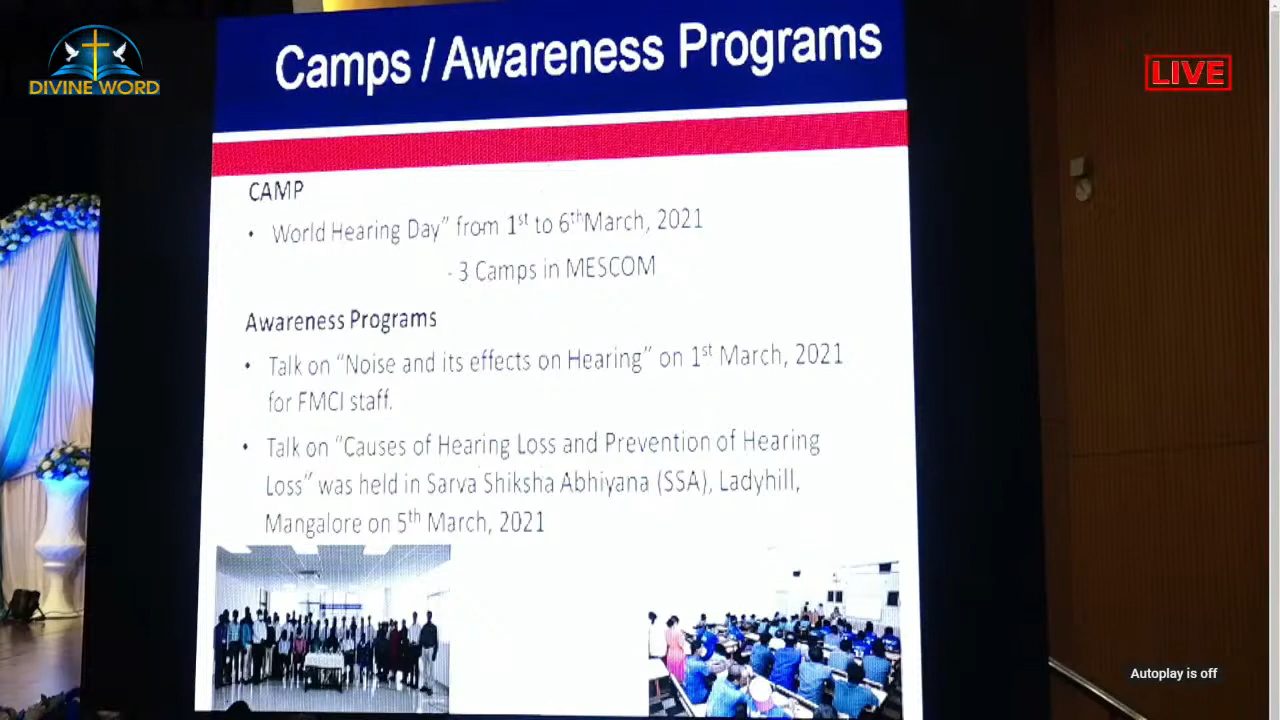 DIVINE WORD
LIVE
Camps / Awareness Programs
CAMP
• World Hearing Day” from 1st to 6thMarch, 2021
- 3 Camps in MESCOM
Awareness Programs
• Talk on “Noise and its effects on Hearing” on 1st March, 2021
for FMCI staff.
• Talk on “Causes of Hearing Loss and Prevention of Hearing
Loss” was held in Sarva Shiksha Abhiyana (SSA), Ladyhill,
Mangalore on 5th March, 2021
Autoplay is off